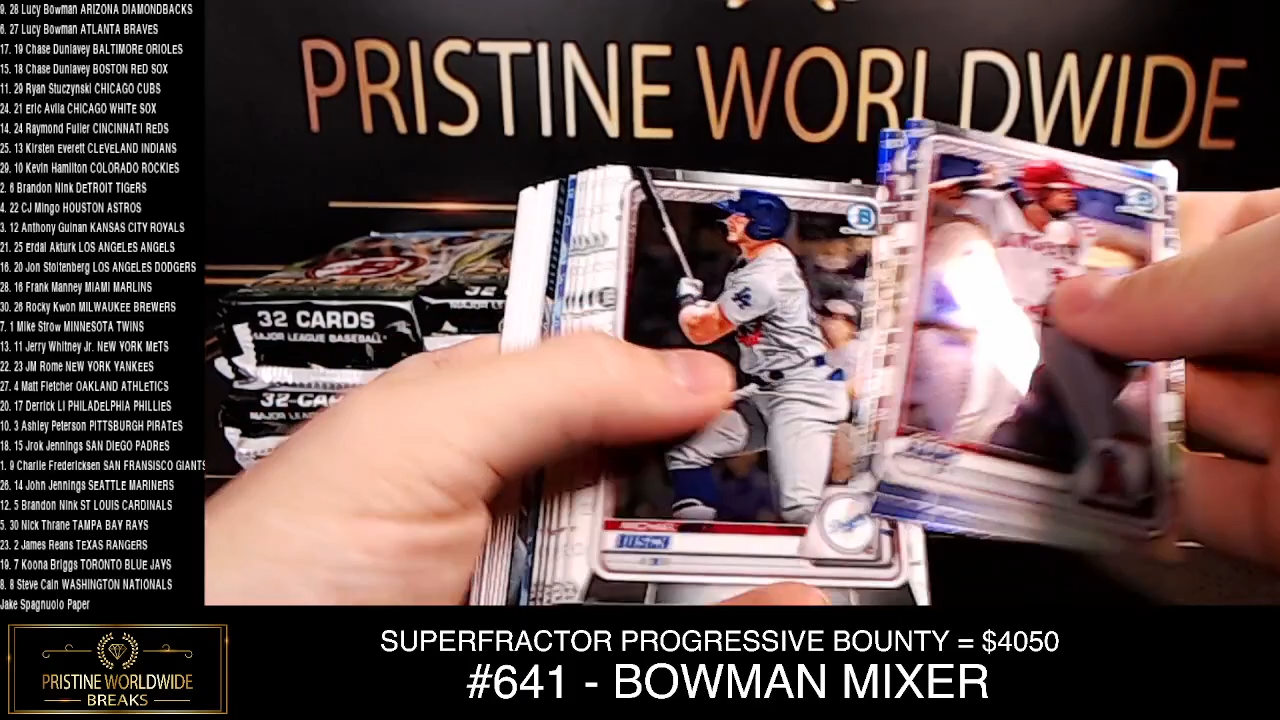 9. 28 Lucy Bowman ARIZONA DIAMONDBACKS
6. 27 Lucy Bowman ATLANTA BRAVES
17. 19 Chase Dunlavey BALTIMORE ORIOLES
15. 18 Chase Dunlavey BOSTON ReD SOX
11. 29 Ryan Stuczynski CHICAGO CUBS
24. 21 Eric Avila CHICAGO WHITE SOX
14. 24 Raymond Fuller CINCINNATI ReDS
25. 13 Kirsten Everett CLEVELAND INDIANS
29. 10 Kevin Hamilton COLORADO ROCKIES
2. 6 Brandon Nink DETROIT TIGERS
4. 22 CJ Mingo HOUSTON ASTROS
3. 12 Anthony Guinan KANSAS CITY ROYALS
21. 25 Erdal Akturk LOS ANGELES ANGELS
16. 20 Jon Stoltenberg LOS ANGELES DODGERS
28. 16 Frank Manney MIAMI MARLINS
30. 26 Rocky Kwon MILWAUKEE BREWERS
7. 1 Mike Strow MINNESOTA TWINS
13. 11 Jerry Whitney Jr. NEW YORK METS
22. 23 JM Rome NEW YORK YANKEES
27. 4 Matt Fletcher OAKLAND ATHLETICS
20. 17 Derrick Li PHILADELPHIA PHILLIES
10. 3 Ashley Peterson PITTSBURGH PIRATES
18. 15 Jrok Jennings SAN DIEGO PADRES
1. 9 Charlie Fredericksen SAN FRANSISCO GIANTS
26. 14 John Jennings SEATTLE MARINERS
12. 5 Brandon Nink ST LOUIS CARDINALS
5. 30 Nick Thrane TAMPA BAY RAYS
23. 2 James Reans TEXAS RANGERS
19. 7 Koona Briggs TORONTO BLUE JAYS
8. 8 Steve Cain WASHINGTON NATIONALS
Jake Spagnuolo Paper
PRISTINE WORLDWIDE
32 CARDS
MAJOR LEAGUE BASEBALL
MICHAEL
BUSCH
PRISTINE WORLDWIDE
BREAKS
SUPERFRACTOR PROGRESSIVE BOUNTY = $4050
#641 - BOWMAN MIXER